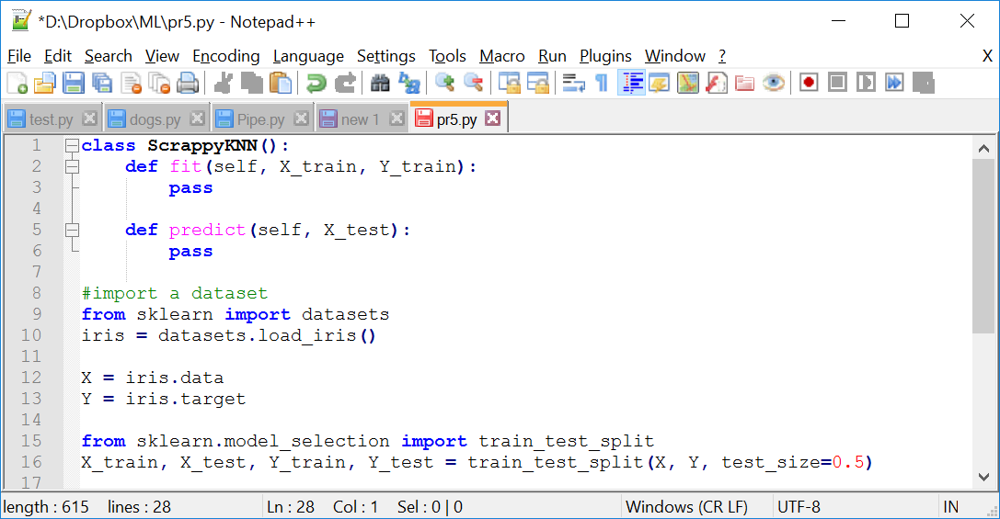 *D:\Dropbox\ML\pr5.py - Notepad++
File Edit Search View Encoding Language Settings Tools Macro Run Plugins Window ? X
test.py dogs.py Pipe.py new 1 pr5.py
1 class ScrappyKNN():
2     def fit(self, X_train, Y_train):
3         pass
4
5     def predict(self, X_test):
6         pass
7
8 #import a dataset
9 from sklearn import datasets
10 iris = datasets.load_iris()
11
12 X = iris.data
13 Y = iris.target
14
15 from sklearn.model_selection import train_test_split
16 X_train, X_test, Y_train, Y_test = train_test_split(X, Y, test_size=0.5)
17
length : 615 lines : 28 Ln : 28 Col : 1 Sel : 0 | 0 Windows (CR LF) UTF-8 IN